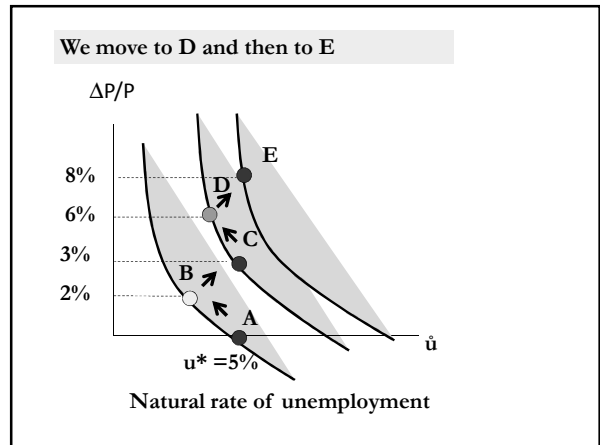 We move to D and then to E
ΔP/P
E
8%
D
6%
C
3%
B
2%
A
ů
u* =5%
Natural rate of unemployment